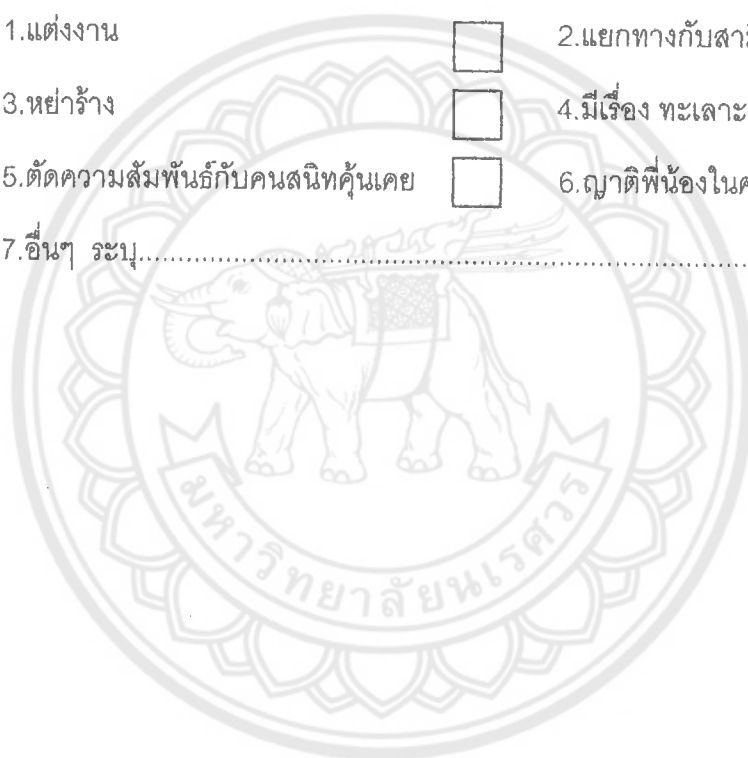 1.แต่งงาน 2.แยกทางกับ
3.หย่าร้าง 4.มีเรื่อง ทะเลาะ
5.ตัดความสัมพันธ์กับคนสนิทคุ้นเคย 6.ญาติพี่น้องใน
7.อื่นๆ ระบุ..........................................................................................
มหาวิทยาลัยนเรศวร